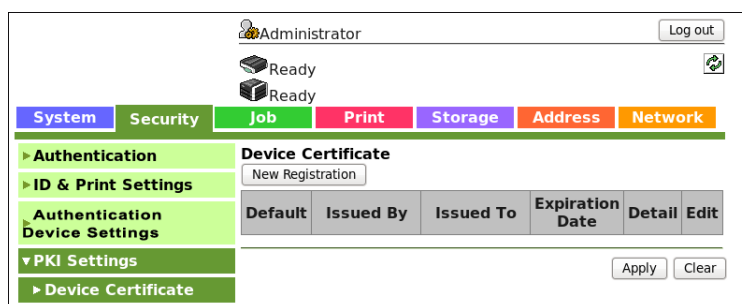 Administrator
Log out
Ready
Ready
System Security Job Print Storage Address Network
Authentication
ID & Print Settings
Authentication
Device Settings
PKI Settings
Device Certificate
Device Certificate
New Registration
Default Issued By Issued To Expiration Date Detail Edit
Apply Clear